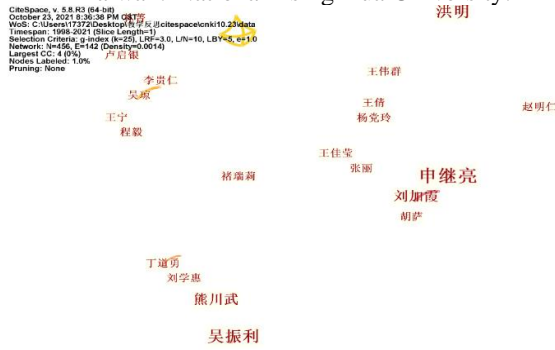 CiteSpace, v. 5.8.R3 (64-bit)
October 23, 2021 8:36:38 PM CST
WoS: C:\Users\17372\Desktop\教学反思citespace\cnki10.23\data
Timespan: 1998-2021 (Slice Length=1)
Selection Criteria: g-index (k=25), LRF=3.0, L/N=10, LBY=5, e=1.0
Network: N=456, E=142 (Density=0.0014)
Largest CC: 4 (0%)
Nodes Labeled: 1.0%
Pruning: None
洪明
卢启银
王伟群
李贵仁
吴琼
王倩
赵明仁
王宁
杨党玲
程毅
王佳莹
张丽
褚瑞莉
申继亮
刘加霞
胡萨
丁道勇
刘学惠
熊川武
吴振利